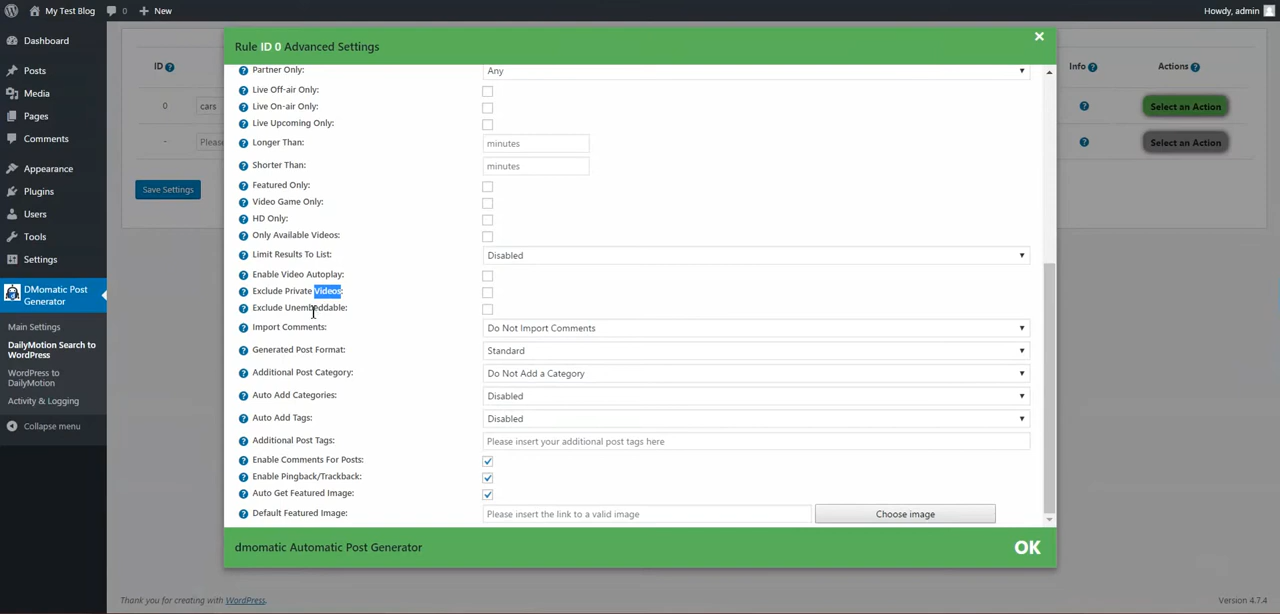 My Test Blog 0 New Howdy, admin
Dashboard
Posts
Media
Pages
Comments
Appearance
Plugins
Users
Tools
Settings
DMomatic Post
Generator
Main Settings
DailyMotion Search to
WordPress
WordPress to
DailyMotion
Activity & Logging
Collapse menu
ID Info Actions
0 cars Select an Action
- Pleas Select an Action
Save Settings
Rule ID 0 Advanced Settings
Partner Only: Any
Live Off-air Only:
Live On-air Only:
Live Upcoming Only:
Longer Than: minutes
Shorter Than: minutes
Featured Only:
Video Game Only:
HD Only:
Only Available Videos:
Limit Results To List: Disabled
Enable Video Autoplay:
Exclude Private Videos:
Exclude Unembeddable:
Import Comments: Do Not Import Comments
Generated Post Format: Standard
Additional Post Category: Do Not Add a Category
Auto Add Categories: Disabled
Auto Add Tags: Disabled
Additional Post Tags: Please insert your additional post tags here
Enable Comments For Posts:
Enable Pingback/Trackback:
Auto Get Featured Image:
Default Featured Image: Please insert the link to a valid image Choose image
dmomatic Automatic Post Generator OK
Thank you for creating with WordPress. Version 4.7.4